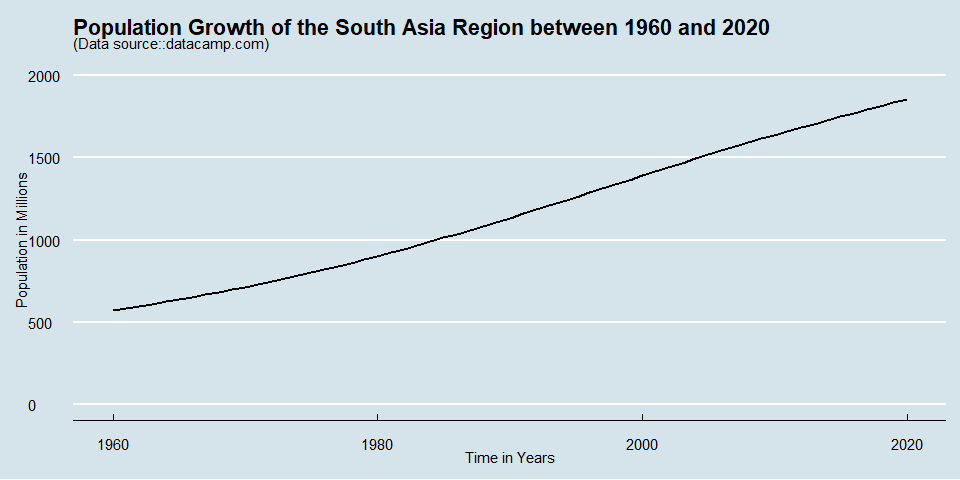 Population Growth of the South Asia Region between 1960 and 2020
(Data source::datacamp.com)
2000
1500
1000
500
0
Population in Millions
1960 1980 2000 2020
Time in Years